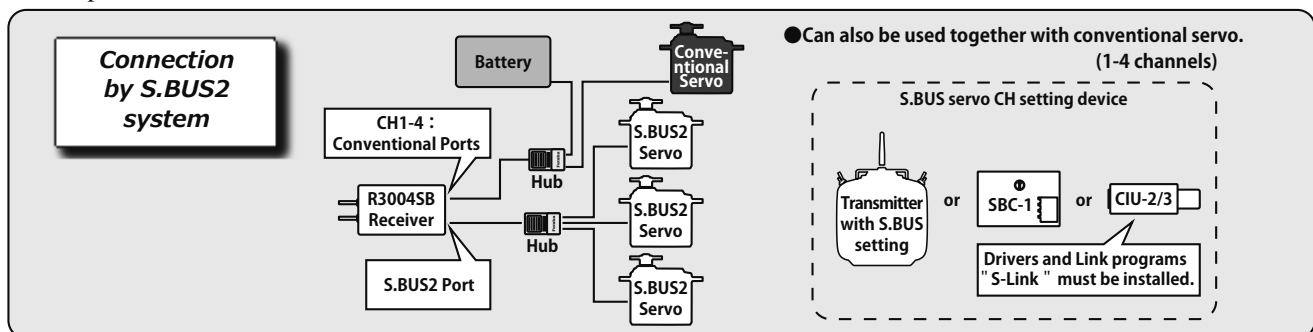 Connection
by S.BUS2
system
Battery
Conve-
ntional
Servo
CH1-4：
Conventional Ports
Hub
S.BUS2
Servo
R3004SB
Receiver
S.BUS2
Servo
Hub
S.BUS2 Port
S.BUS2
Servo
●Can also be used together with conventional servo.
(1-4 channels)
S.BUS servo CH setting device
Transmitter
with S.BUS
setting
or
SBC-1
or
CIU-2/3
Drivers and Link programs
"S-Link" must be installed.